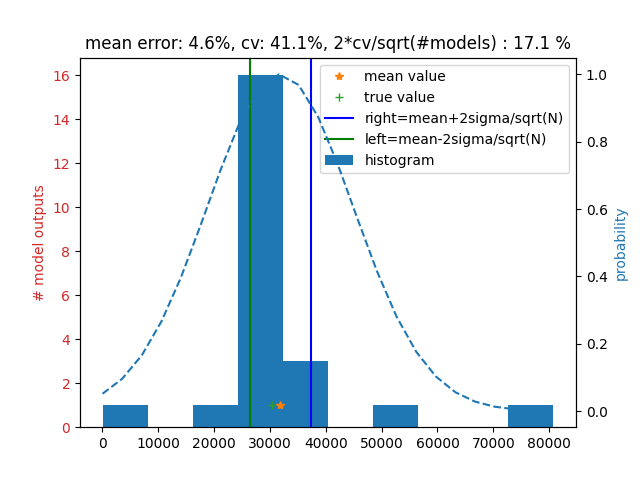 mean error: 4.6%, cv: 41.1%, 2*cv/sqrt(#models) : 17.1 %
mean value
true value
right=mean+2sigma/sqrt(N)
left=mean-2sigma/sqrt(N)
histogram
# model outputs
16
14
12
10
8
6
4
2
0
1.0
0.8
0.6
0.4
0.2
0.0
probability
0 10000 20000 30000 40000 50000 60000 70000 80000